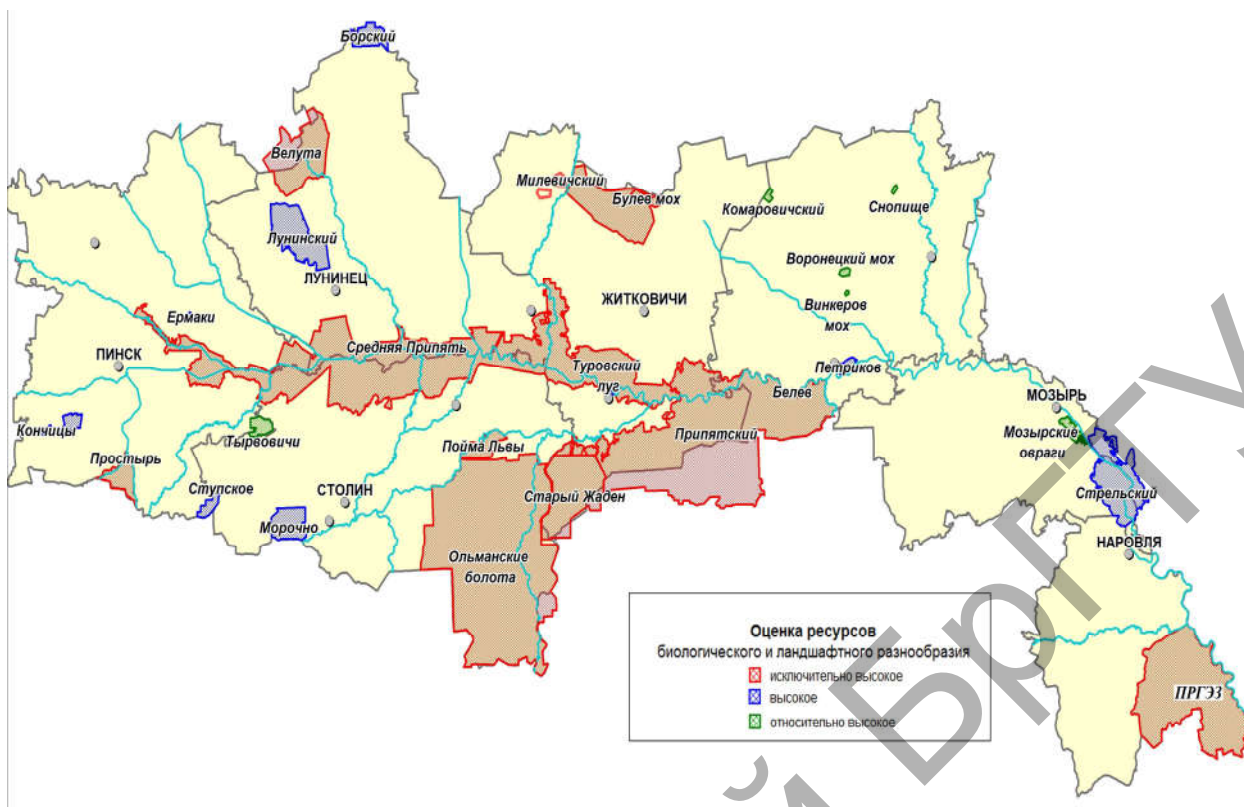 Борский
Велута
Милевичский
Булев мох
Комаровичский
Снопище
Лунинский
Воронецкий мох
ЛУНИНЕЦ
ЖИТКОВИЧИ
Винкеров
мох
Ермаки
Средняя Припять
ПИНСК
Туровский
луг
Петриков
Белев
МОЗЫРЬ
Кончицы
Тырвовичи
Пойма Львы
Припятский
Мозырские
овраги
Простырь
Ступское
СТОЛИН
Старый Жаден
Стрельский
Морочно
НАРОВЛЯ
Ольманские
болота
Оценка ресурсов
биологического и ландшафтного разнообразия
исключительно высокое
высокое
относительно высокое
ПРГЭЗ
й БрГТУ